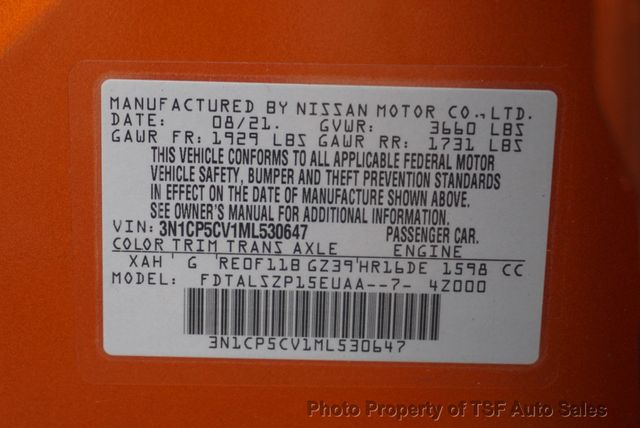 MANUFACTURED BY NISSAN MOTOR CO.,LTD.
DATE: 08/21. GVWR: 3660 LBS
GAWR FR: 1929 LBS GAWR RR: 1731 LBS
THIS VEHICLE CONFORMS TO ALL APPLICABLE FEDERAL MOTOR
VEHICLE SAFETY, BUMPER AND THEFT PREVENTION STANDARDS
IN EFFECT ON THE DATE OF MANUFACTURE SHOWN ABOVE.
SEE OWNER'S MANUAL FOR ADDITIONAL INFORMATION.
VIN: 3N1CP5CV1ML530647 PASSENGER CAR.
COLOR TRIM TRANS AXLE ENGINE
XAH G RE0F11B GZ39 HR16DE 1598 CC
MODEL: FDTALSZP15EUAA--7- 4Z000
3N1CP5CV1ML530647
Photo Property of TSF Auto Sales